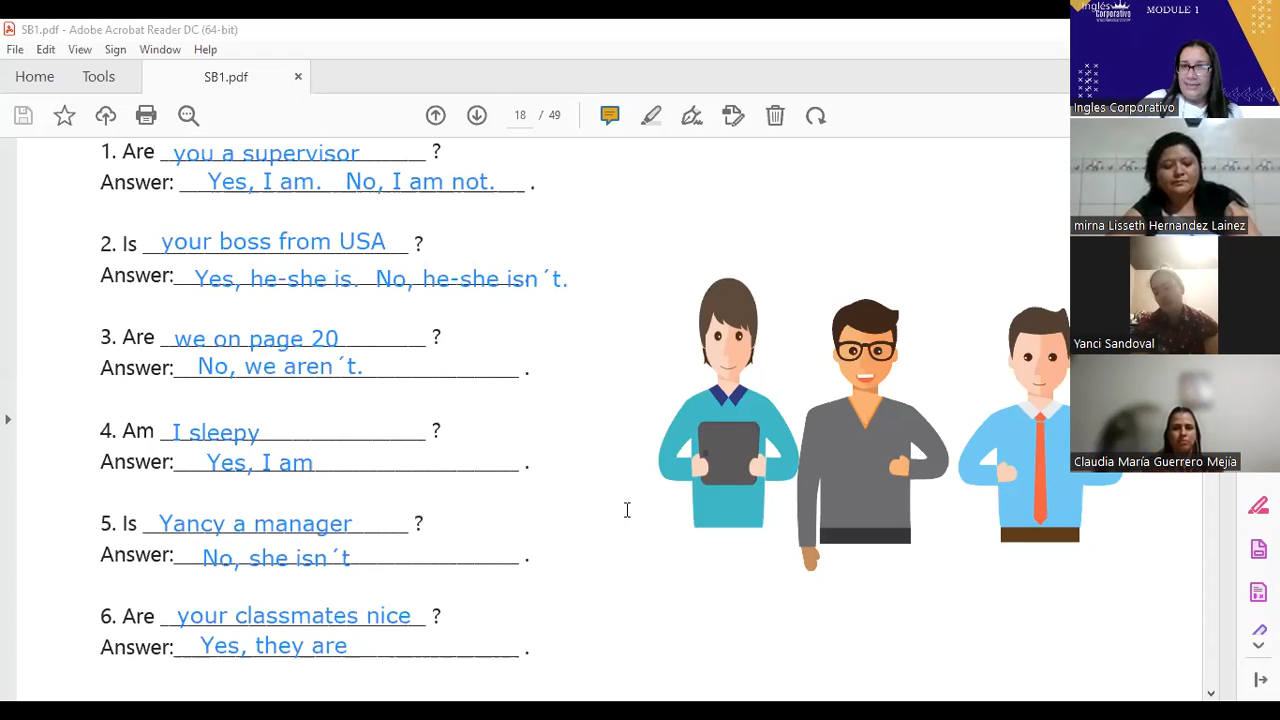 SB1.pdf - Adobe Acrobat Reader DC (64-bit)
File Edit View Sign Window Help
Home Tools SB1.pdf ×
18 / 49
1. Are you a supervisor ?
Answer: Yes, I am. No, I am not. .
2. Is your boss from USA ?
Answer: Yes, he-she is. No, he-she isn´t.
3. Are we on page 20 ?
Answer: No, we aren´t. .
4. Am I sleepy ?
Answer: Yes, I am .
5. Is Yancy a manager ?
Answer: No, she isn´t .
6. Are your classmates nice ?
Answer: Yes, they are .
Inglés
corporativo
MODULE 1
Ingles Corporativo
mirna Lisseth Hernandez Lainez
Yanci Sandoval
Claudia María Guerrero Mejía